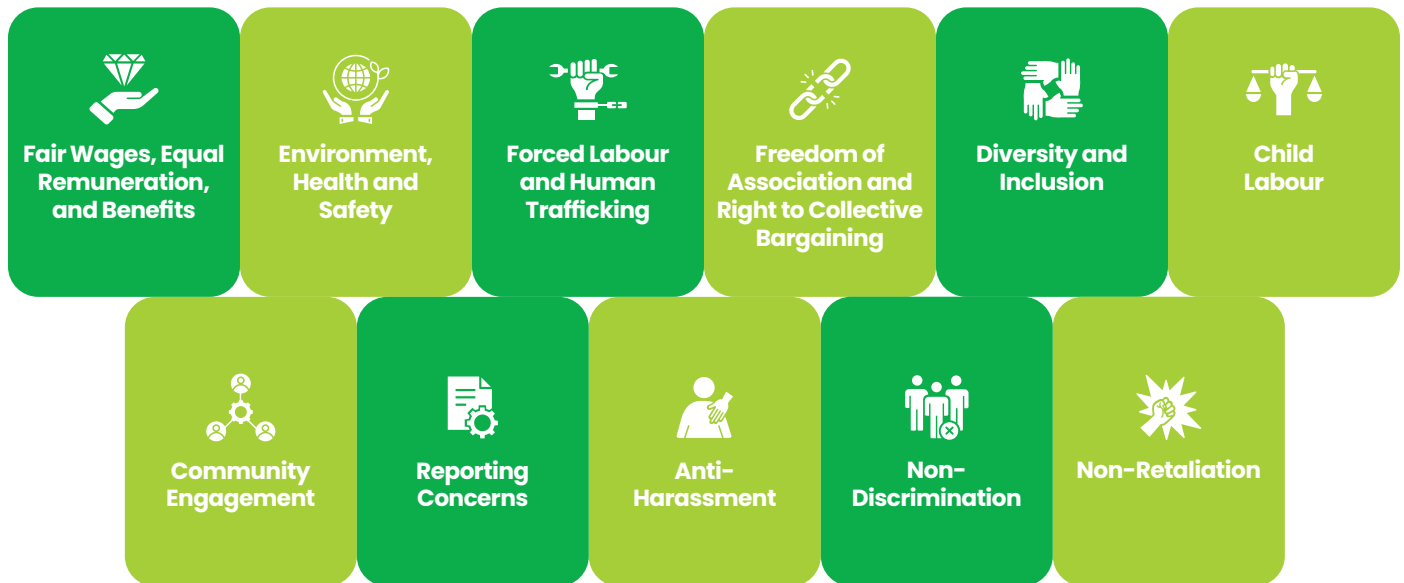 Fair Wages, Equal
Remuneration,
and Benefits
Environment,
Health and
Safety
Forced Labour
and Human
Trafficking
Freedom of
Association and
Right to Collective
Bargaining
Diversity and
Inclusion
Child
Labour
Community
Engagement
Reporting
Concerns
Anti-
Harassment
Non-
Discrimination
Non-Retaliation